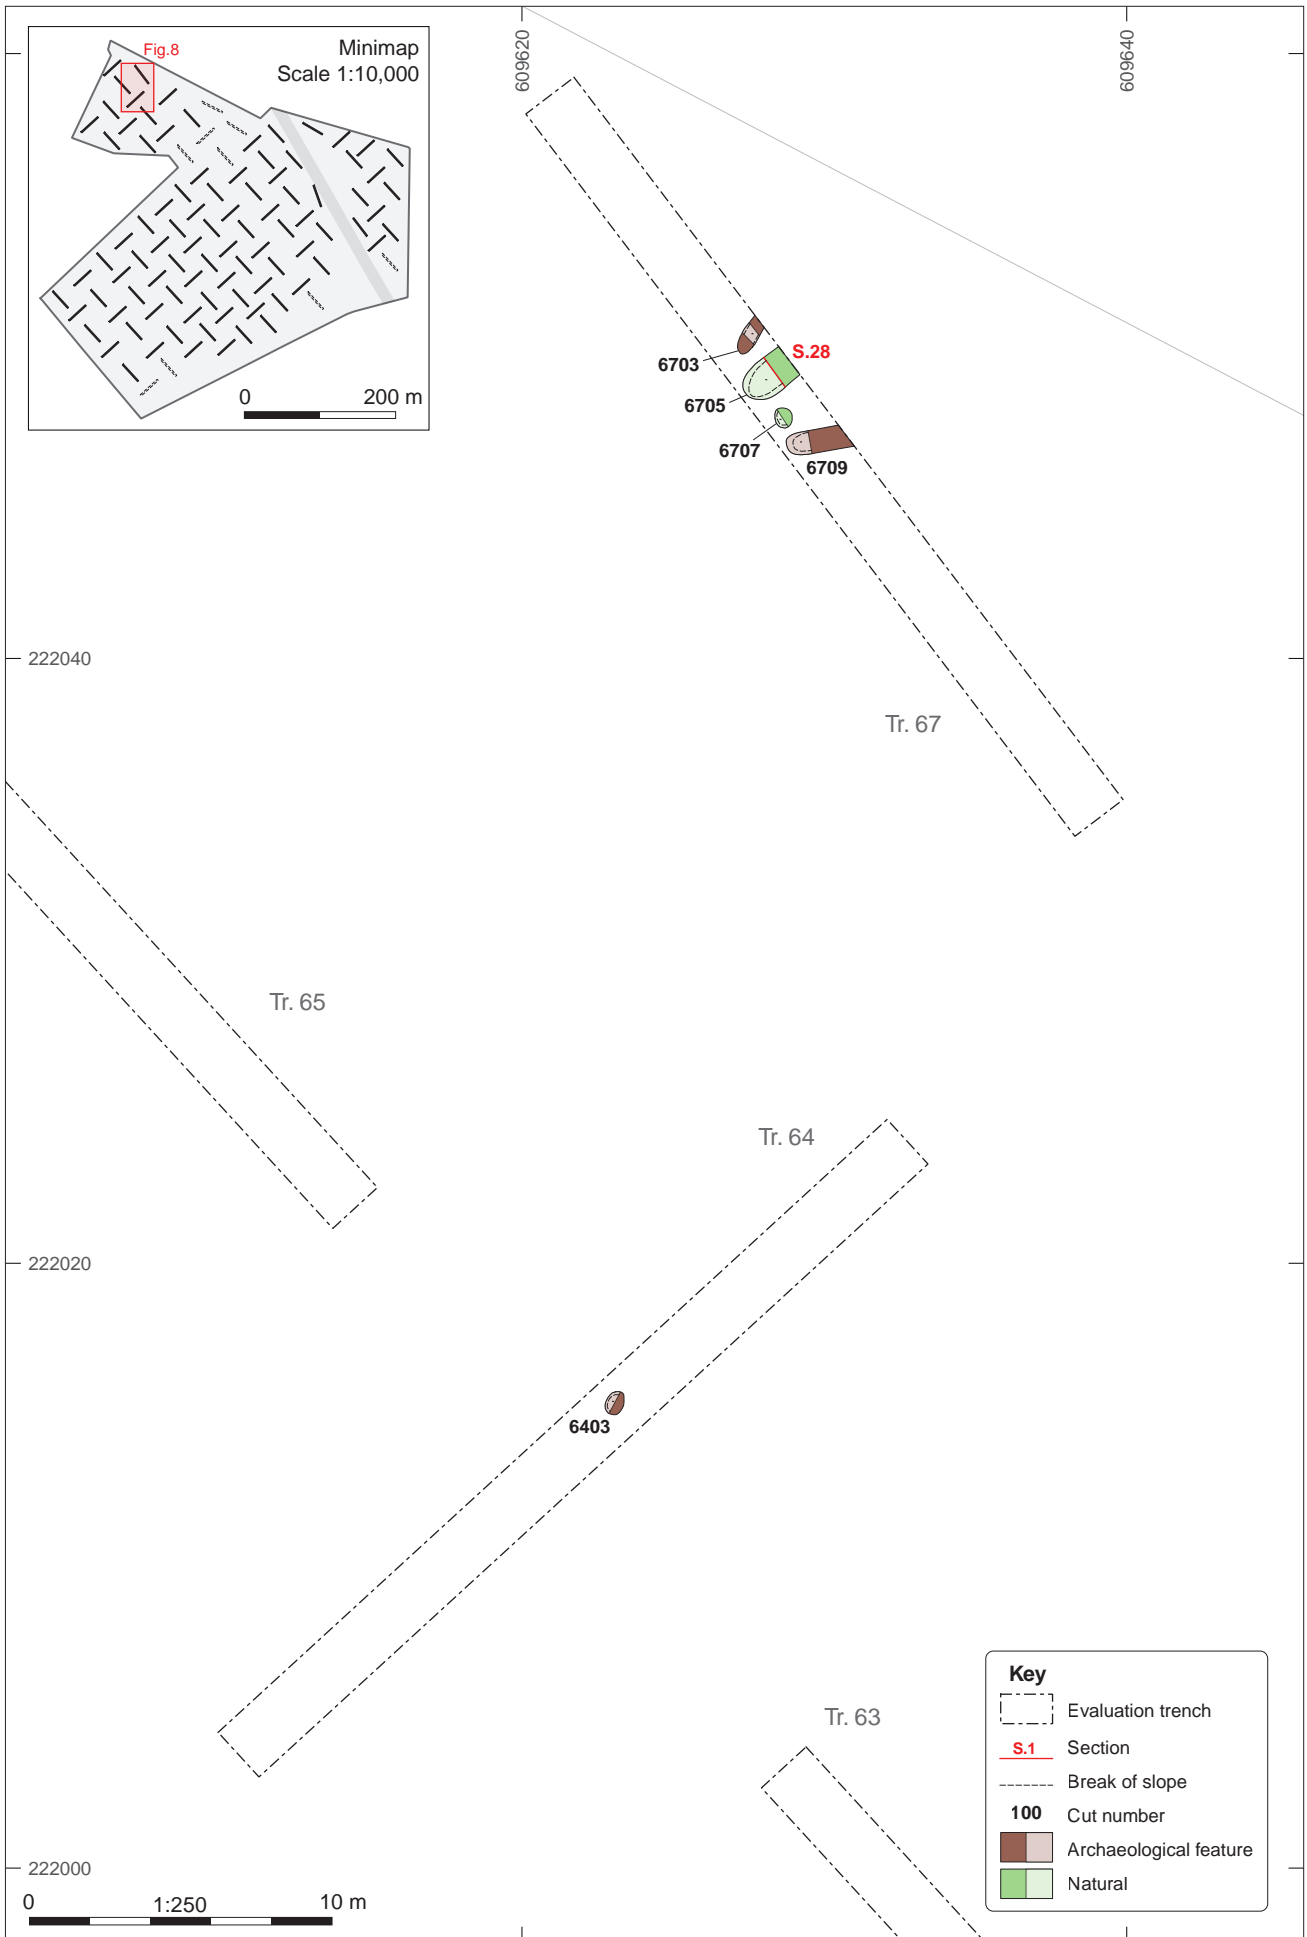 Fig.8
Minimap
Scale 1:10,000
0 200 m
609620
609640
6703
S.28
6705
6707
6709
222040
Tr. 67
Tr. 65
Tr. 64
222020
6403
Tr. 63
222000
0 1:250 10 m
Key
Evaluation trench
S.1 Section
Break of slope
100 Cut number
Archaeological feature
Natural